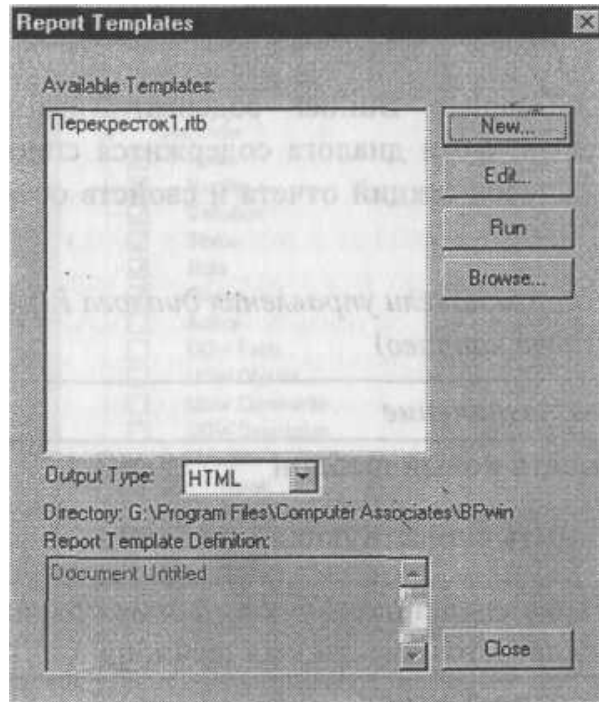 Report Templates
Available Templates:
Перекресток1.rtb
New...
Edit...
Run
Browse...
Output Type: HTML
Directory: G:\Program Files\Computer Associates\BPwin
Report Template Definition:
Document Untitled
Close